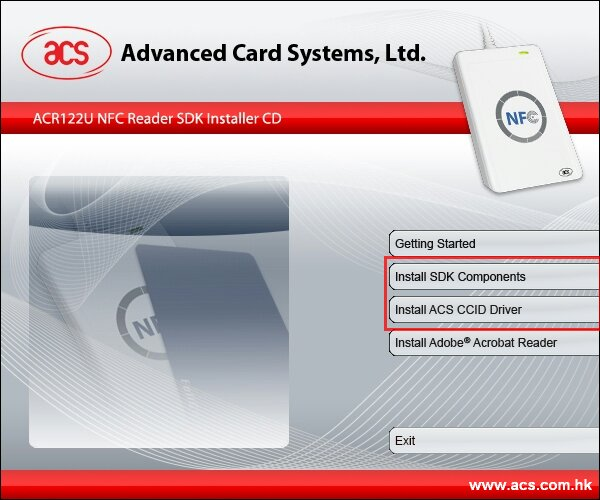 acs
Advanced Card Systems, Ltd.
ACR122U NFC Reader SDK Installer CD
NFC
acs
NFC
Getting Started
Install SDK Components
Install ACS CCID Driver
Install Adobe® Acrobat Reader
Exit
www.acs.com.hk